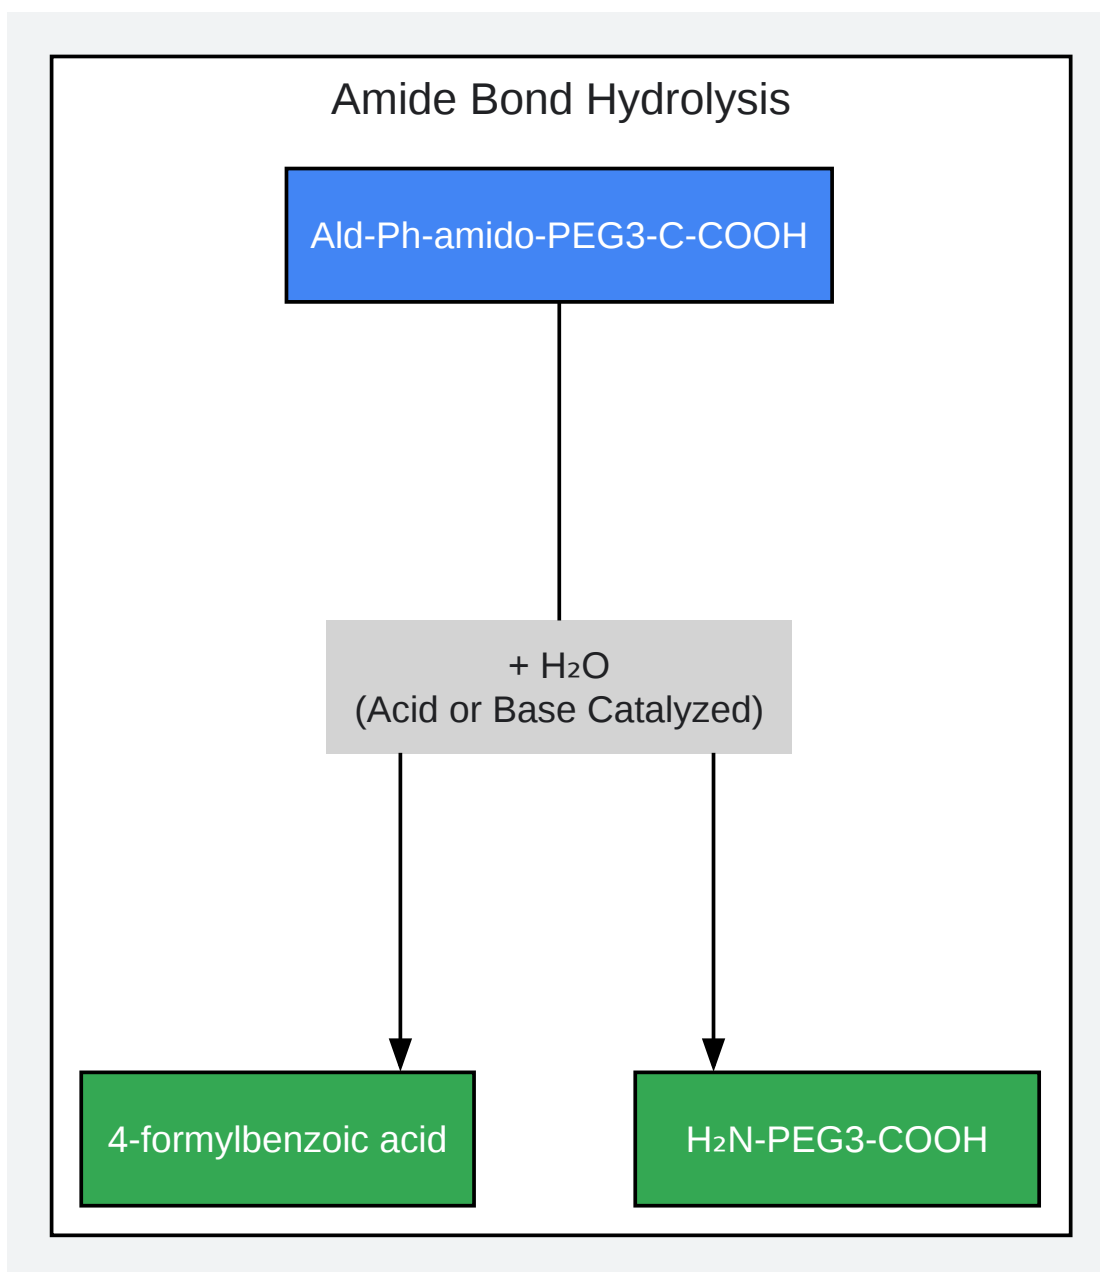 Amide Bond Hydrolysis
Ald-Ph-amido-PEG3-C-COOH
+ H₂O
(Acid or Base Catalyzed)
4-formylbenzoic acid
H₂N-PEG3-COOH